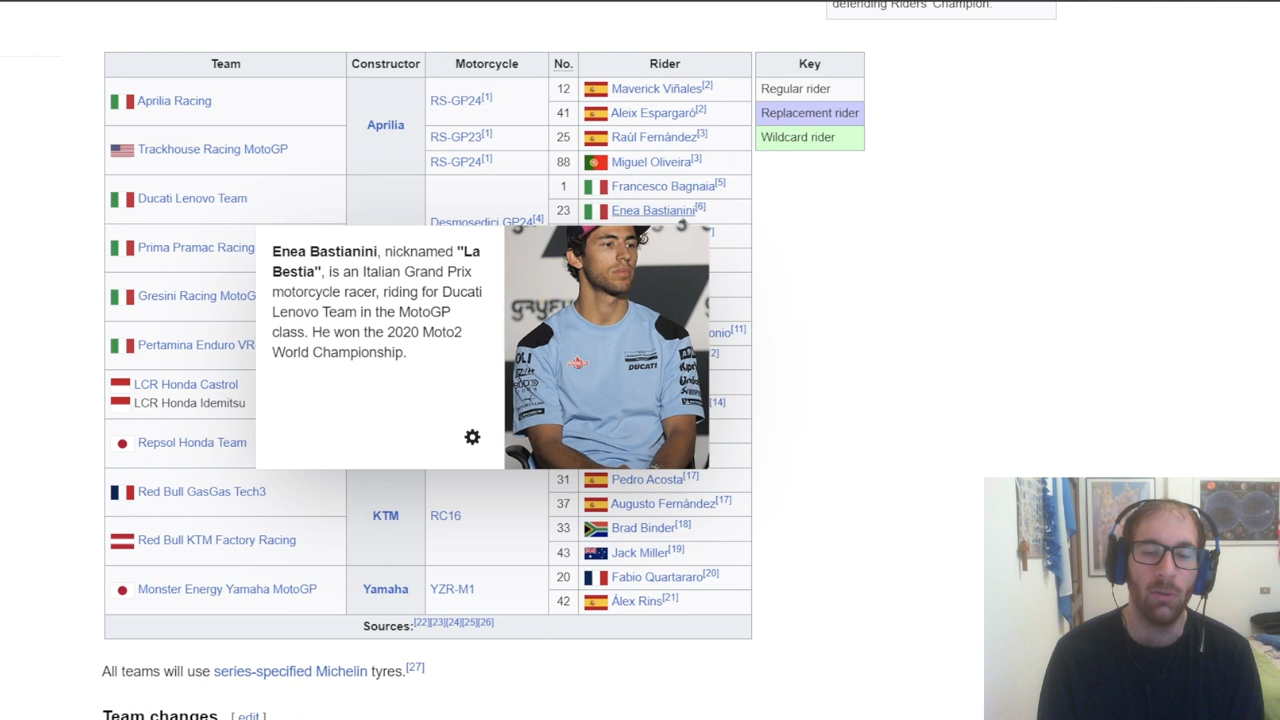 defending Riders' Champion.
Team Constructor Motorcycle No. Rider Key
Aprilia Racing Aprilia RS-GP24[1] 12 Maverick Viñales[2] Regular rider
41 Aleix Espargaró[2] Replacement rider
Trackhouse Racing MotoGP RS-GP23[1] 25 Raúl Fernández[3] Wildcard rider
RS-GP24[1] 88 Miguel Oliveira[3]
Ducati Lenovo Team Desmosedici GP24[4] 1 Francesco Bagnaia[5]
23 Enea Bastianini[6]
Prima Pramac Racing
Gresini Racing MotoG
Pertamina Enduro VR onio[11]
LCR Honda Castrol
LCR Honda Idemitsu [14]
Repsol Honda Team
Enea Bastianini, nicknamed "La
Bestia", is an Italian Grand Prix
motorcycle racer, riding for Ducati
Lenovo Team in the MotoGP
class. He won the 2020 Moto2
World Championship.
DUCATI
Red Bull GasGas Tech3 KTM RC16 31 Pedro Acosta[17]
37 Augusto Fernández[17]
Red Bull KTM Factory Racing 33 Brad Binder[18]
43 Jack Miller[19]
Monster Energy Yamaha MotoGP Yamaha YZR-M1 20 Fabio Quartararo[20]
42 Álex Rins[21]
Sources:[22][23][24][25][26]
All teams will use series-specified Michelin tyres.[27]
Team changes [ edit ]